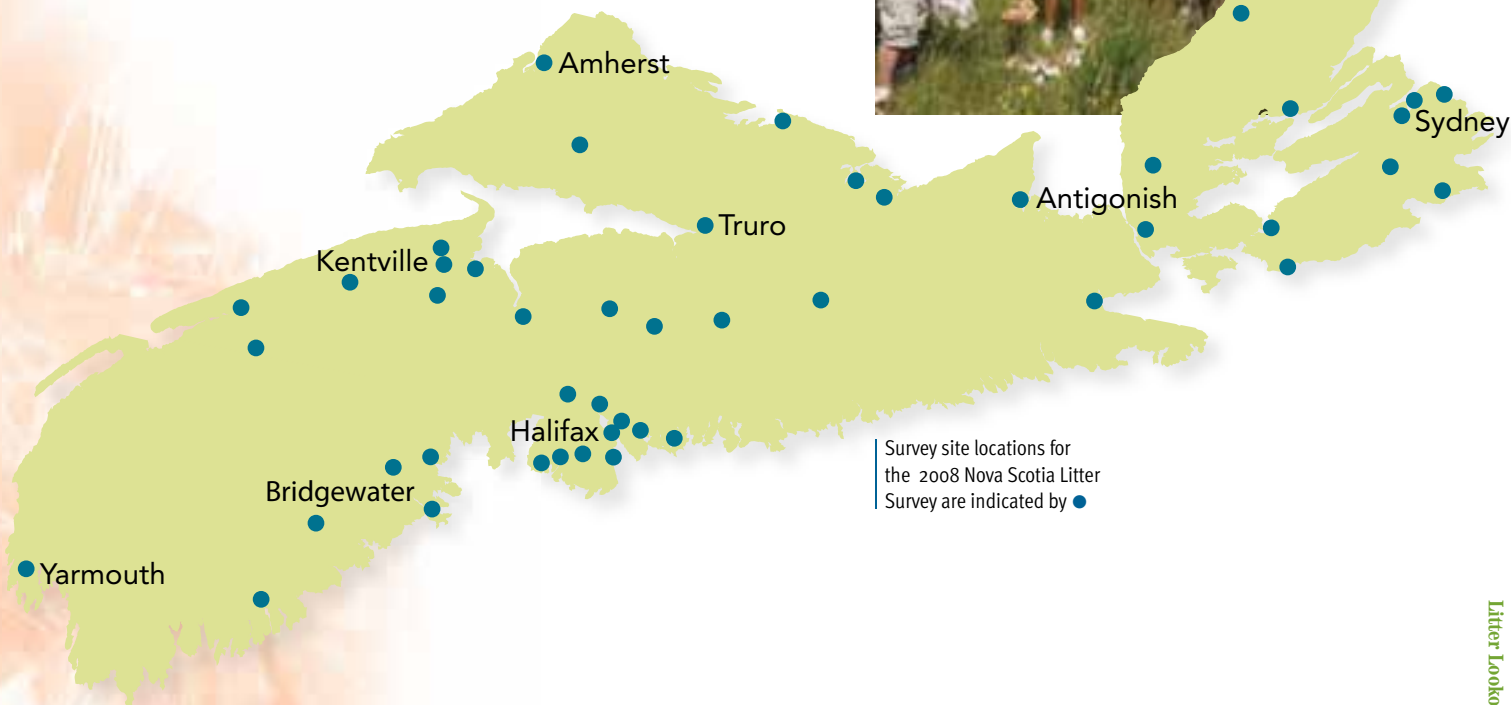 Amherst
Sydney
Antigonish
Truro
Kentville
Halifax
Bridgewater
Yarmouth
Survey site locations for
the 2008 Nova Scotia Litter
Survey are indicated by
Litter